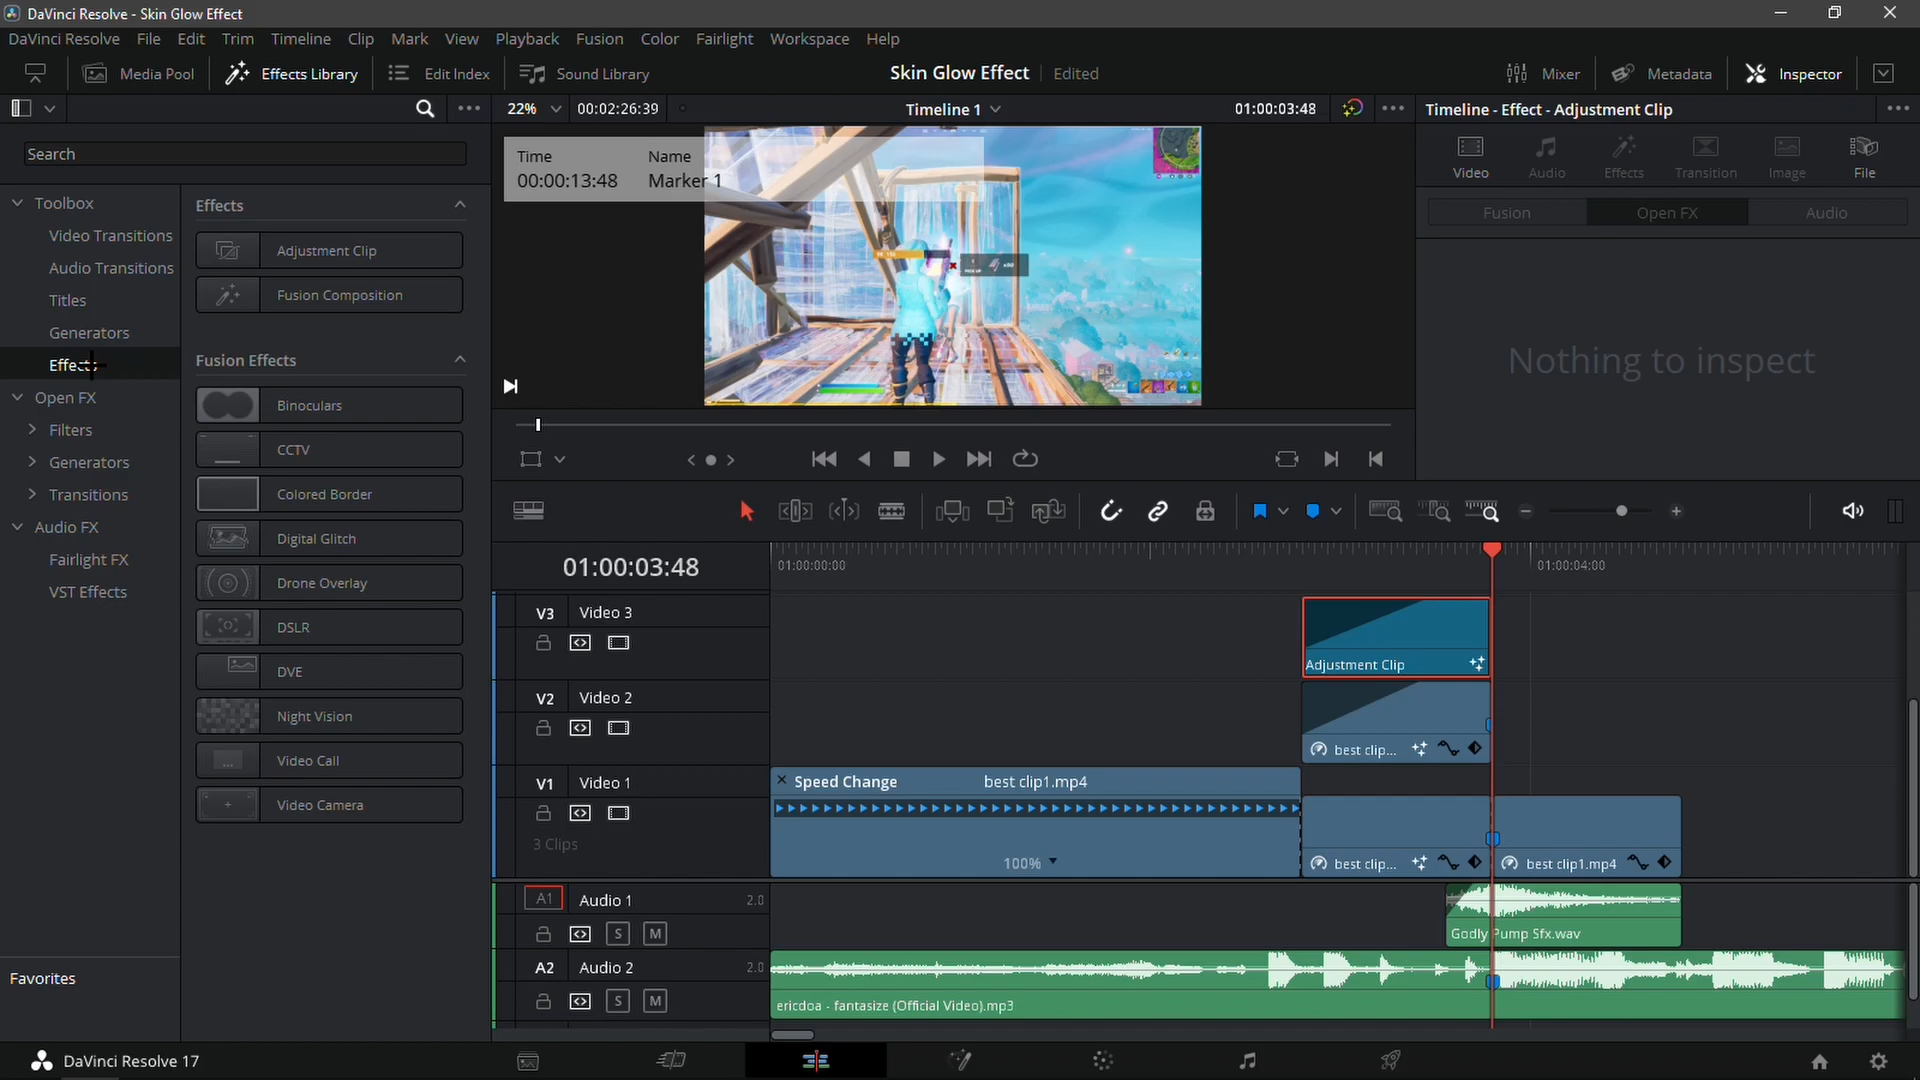 DaVinci Resolve - Skin Glow Effect
DaVinci Resolve File Edit Trim Timeline Clip Mark View Playback Fusion Color Fairlight Workspace Help
Media Pool Effects Library Edit Index Sound Library Skin Glow Effect Edited Mixer Metadata Inspector
22% 00:02:26:39 Timeline 1 01:00:03:48 Timeline - Effect - Adjustment Clip
Search
Toolbox
Video Transitions
Audio Transitions
Titles
Generators
Effects
Open FX
Filters
Generators
Transitions
Audio FX
Fairlight FX
VST Effects
Favorites
Effects
Adjustment Clip
Fusion Composition
Fusion Effects
Binoculars
CCTV
Colored Border
Digital Glitch
Drone Overlay
DSLR
DVE
Night Vision
Video Call
Video Camera
Time Name
00:00:13:48 Marker 1
Video Audio Effects Transition Image File
Fusion Open FX Audio
Nothing to inspect
01:00:03:48 01:00:00:00 01:00:04:00
V3 Video 3
Adjustment Clip
V2 Video 2
best clip...
V1 Video 1
Speed Change best clip1.mp4
3 Clips
100%
best clip... best clip1.mp4
A1 Audio 1 2.0
S M
Godly Pump Sfx.wav
A2 Audio 2 2.0
S M
ericdoa - fantasize (Official Video).mp3
DaVinci Resolve 17